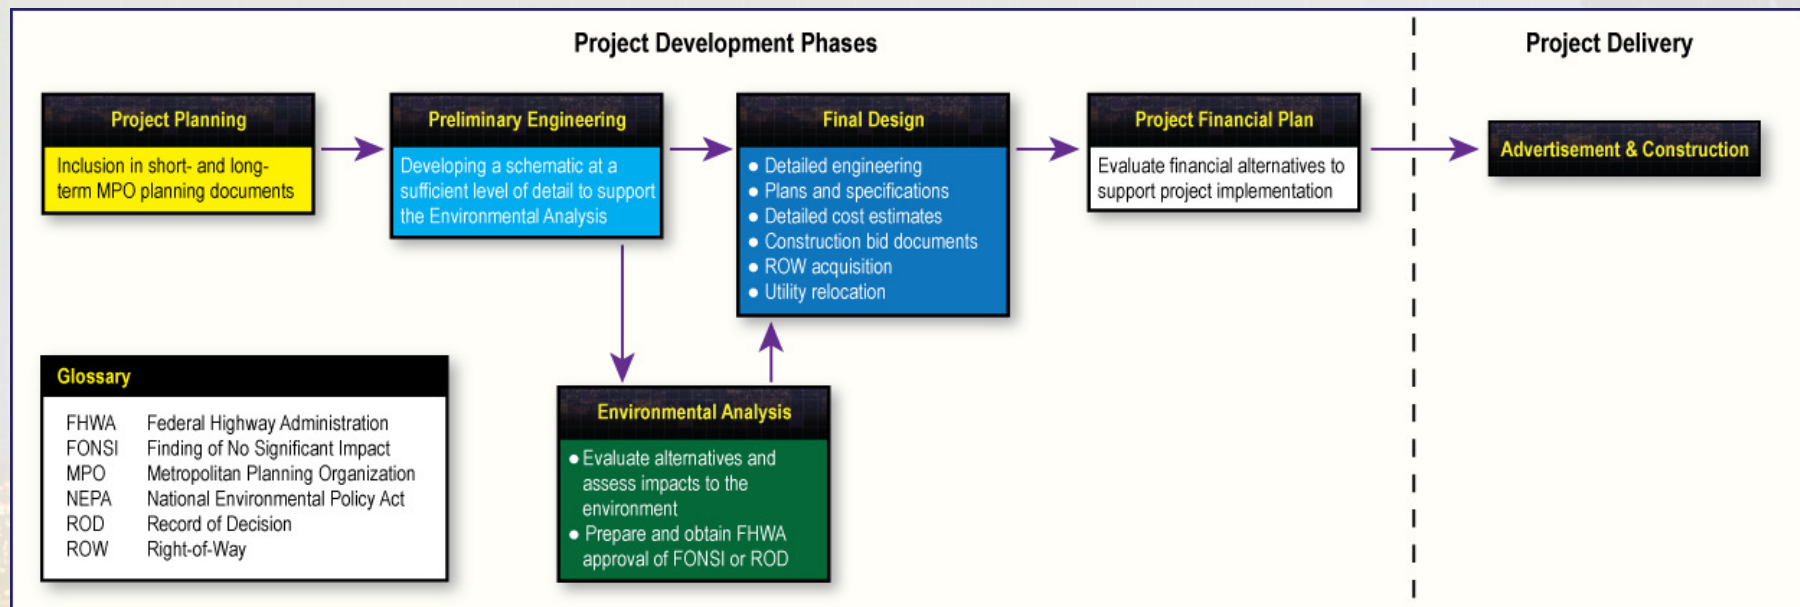 Project Development Phases
Project Delivery
Project Planning
Inclusion in short- and long-
term MPO planning documents
Preliminary Engineering
Developing a schematic at a
sufficient level of detail to support
the Environmental Analysis
Final Design
● Detailed engineering
● Plans and specifications
● Detailed cost estimates
● Construction bid documents
● ROW acquisition
● Utility relocation
Project Financial Plan
Evaluate financial alternatives to
support project implementation
Advertisement & Construction
Glossary
FHWA Federal Highway Administration
FONSI Finding of No Significant Impact
MPO Metropolitan Planning Organization
NEPA National Environmental Policy Act
ROD Record of Decision
ROW Right-of-Way
Environmental Analysis
● Evaluate alternatives and
assess impacts to the
environment
● Prepare and obtain FHWA
approval of FONSI or ROD